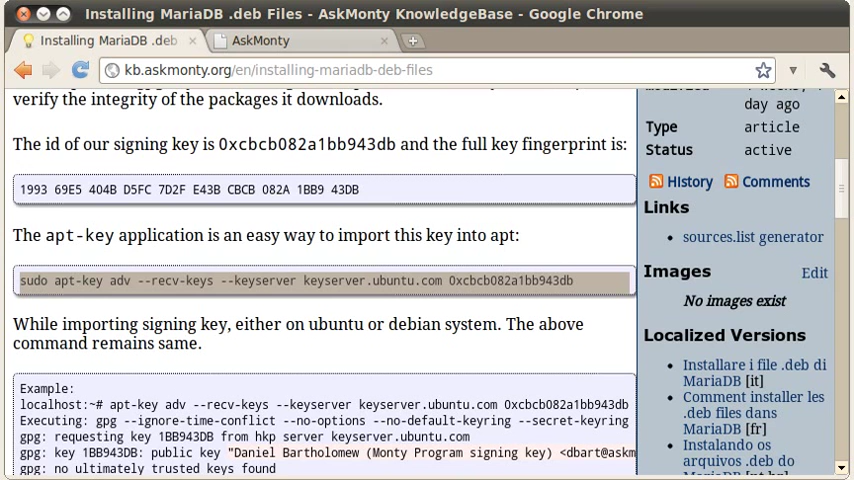 Installing MariaDB .deb Files - AskMonty KnowledgeBase - Google Chrome
Installing MariaDB .deb
AskMonty
kb.askmonty.org/en/installing-mariadb-deb-files
verify the integrity of the packages it downloads.
The id of our signing key is 0xcbcb082a1bb943db and the full key fingerprint is:
1993 69E5 404B D5FC 7D2F E43B CBCB 082A 1BB9 43DB
The apt-key application is an easy way to import this key into apt:
sudo apt-key adv --recv-keys --keyserver keyserver.ubuntu.com 0xcbcb082a1bb943db
While importing signing key, either on ubuntu or debian system. The above
command remains same.
Example:
localhost:~# apt-key adv --recv-keys --keyserver keyserver.ubuntu.com 0xcbcb082a1bb943db
Executing: gpg --ignore-time-conflict --no-options --no-default-keyring --secret-keyring
gpg: requesting key 1BB943DB from hkp server keyserver.ubuntu.com
gpg: key 1BB943DB: public key "Daniel Bartholomew (Monty Program signing key) <dbart@askm
gpg: no ultimately trusted keys found
day ago
Type article
Status active
History Comments
Links
sources.list generator
Images Edit
No images exist
Localized Versions
Installare i file .deb di
MariaDB [it]
Comment installer les
.deb files dans
MariaDB [fr]
Instalando os
arquivos .deb do